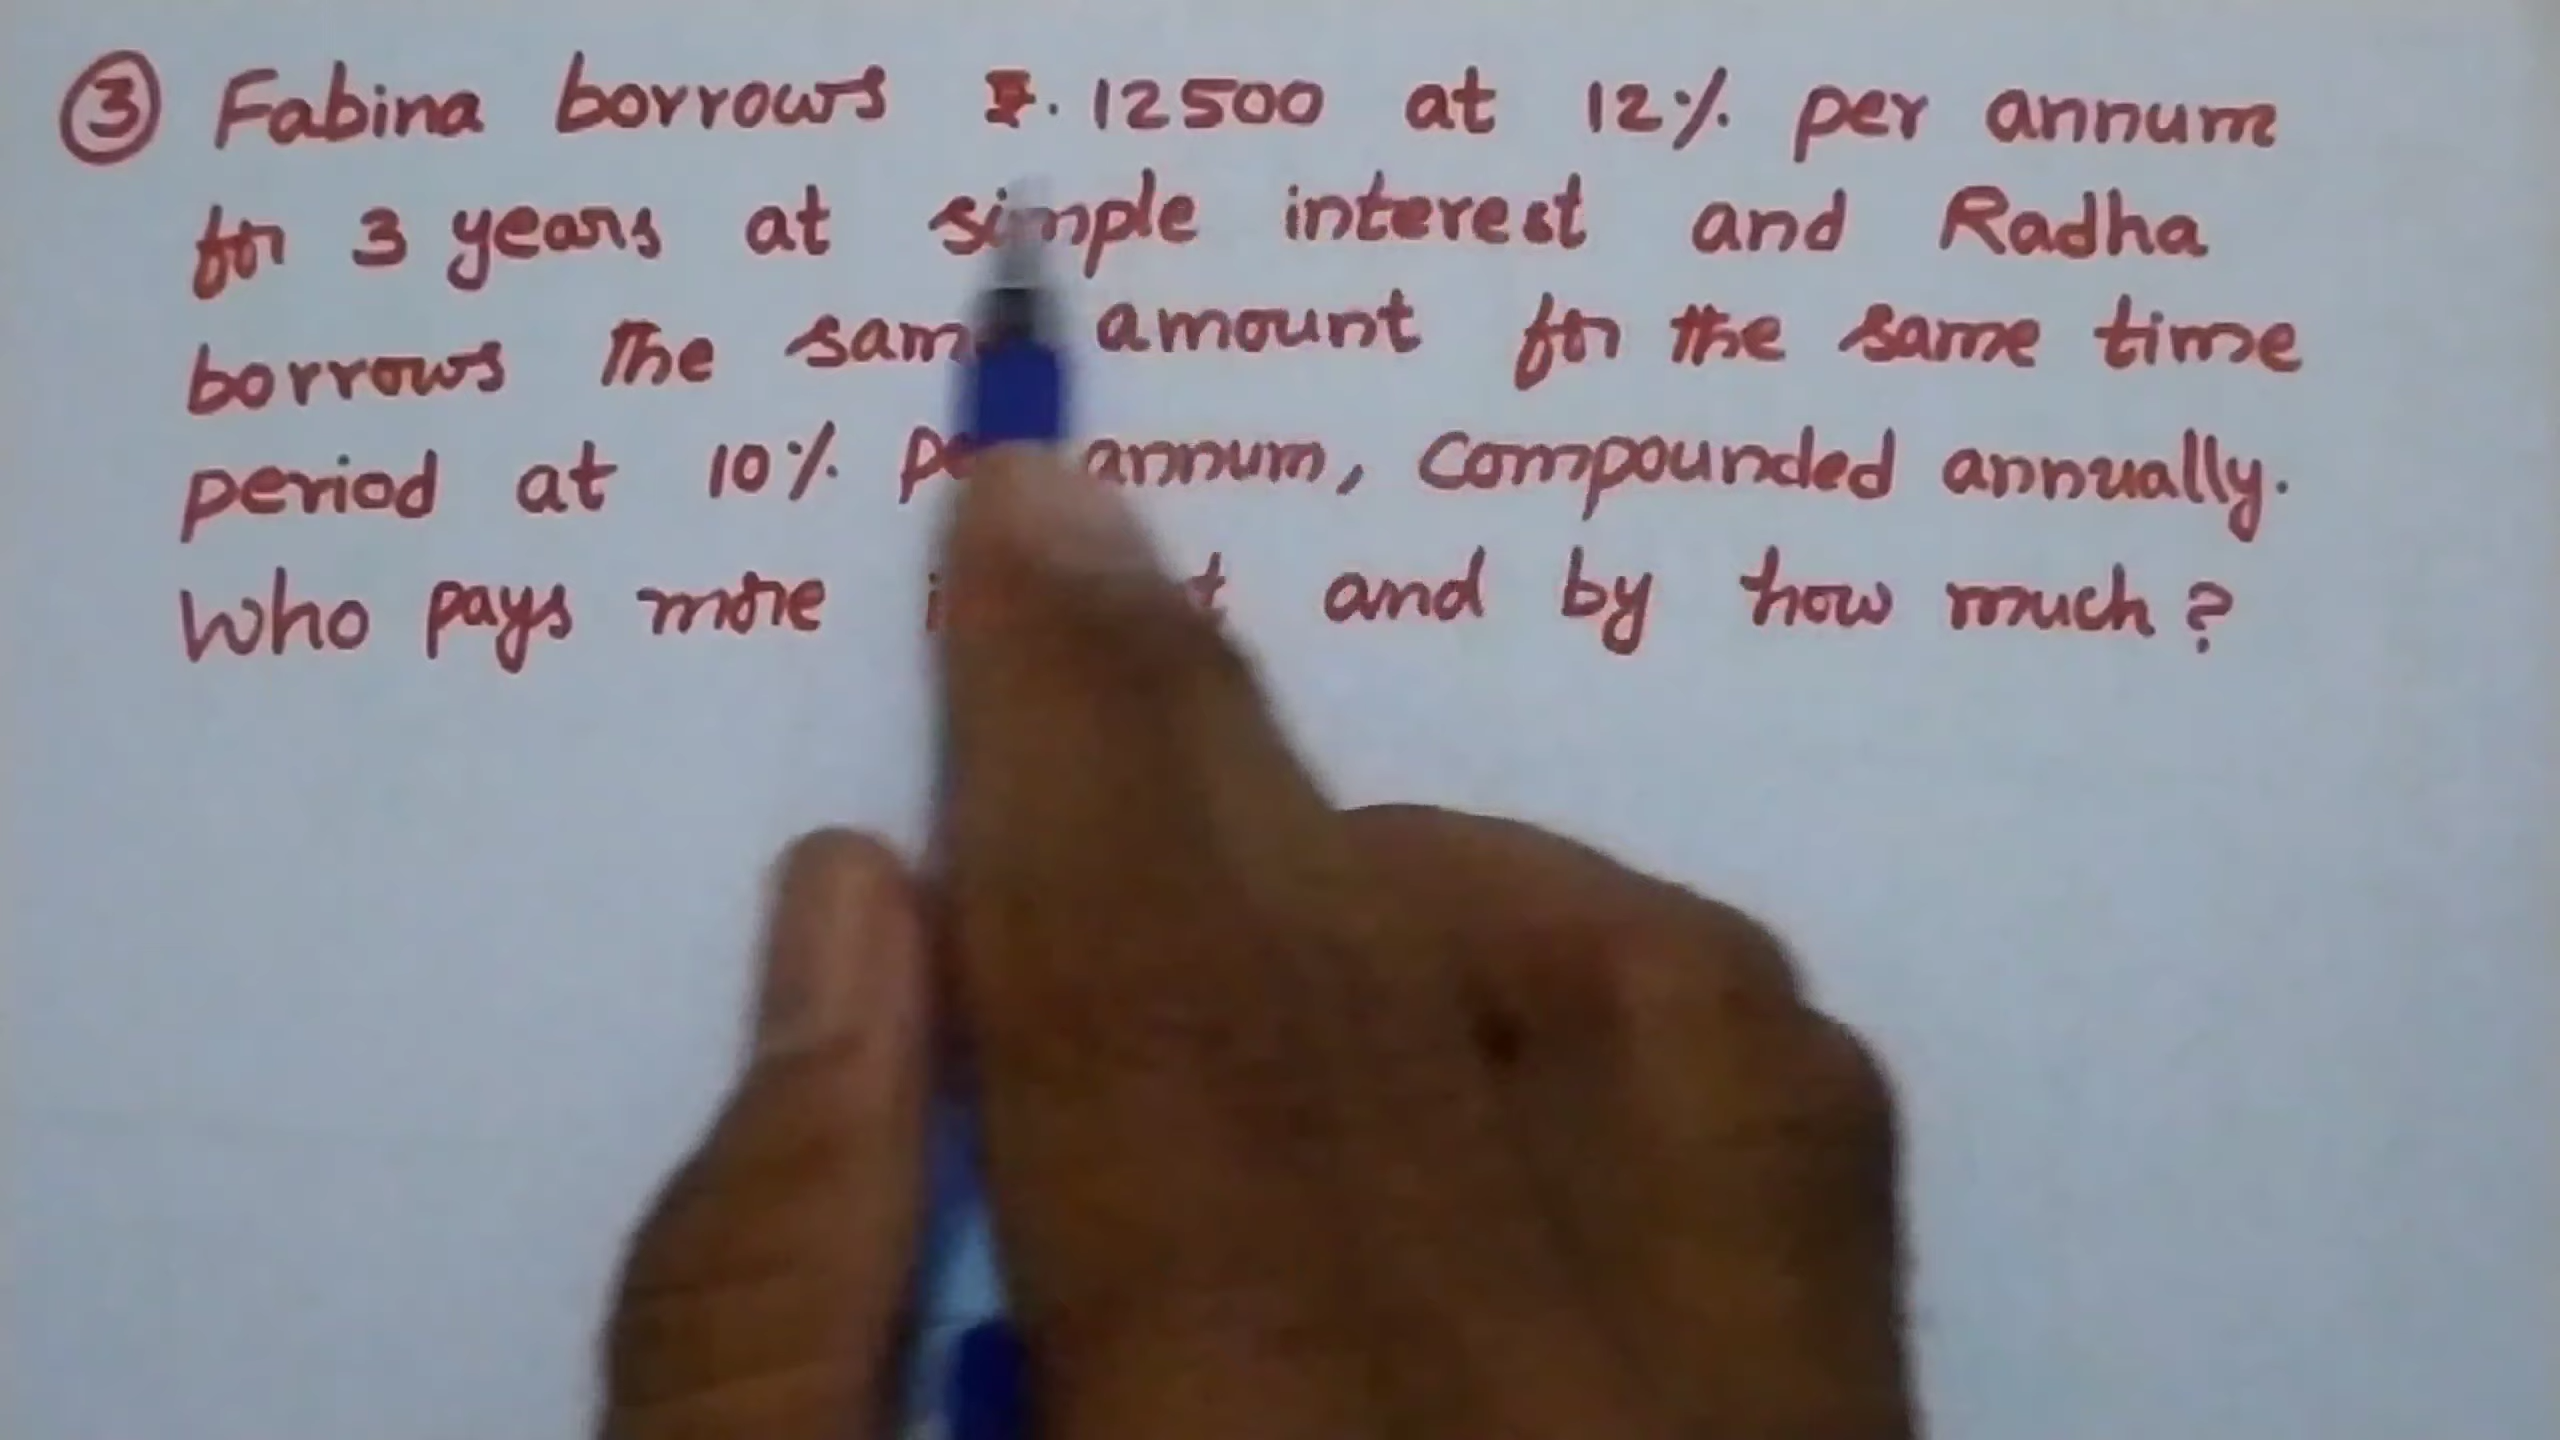 ③ Fabina borrows ₹. 12500 at 12% per annum
for 3 years at simple interest and Radha
borrows the amount for the same time
period at 10% annum, compounded annually.
Who pays more and by how much?